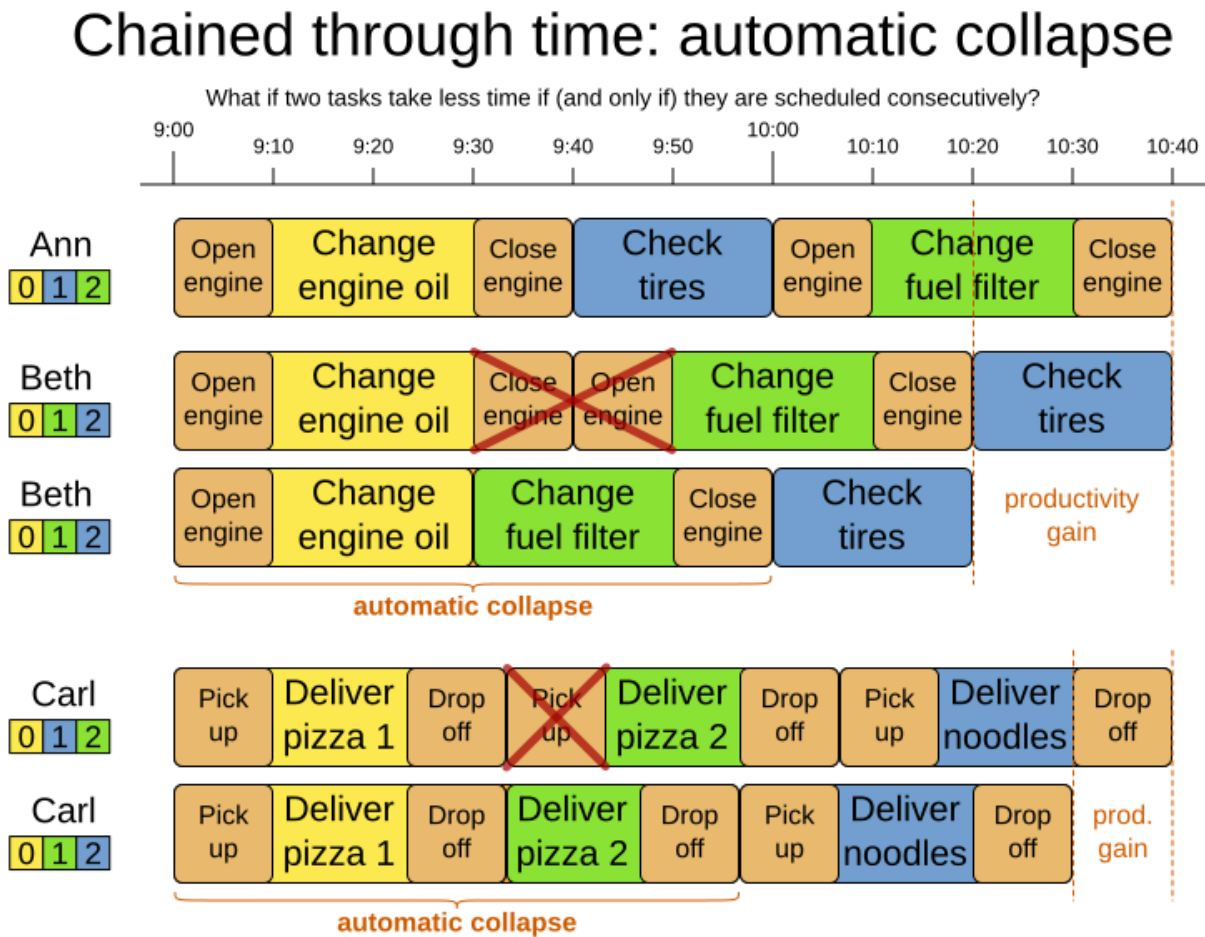 Chained through time: automatic collapse
What if two tasks take less time if (and only if) they are scheduled consecutively?
9:00
9:10
9:20
9:30
9:40
9:50
10:00
10:10
10:20
10:30
10:40
Ann
0 1 2
Open
engine
Change
engine oil
Close
engine
Check
tires
Open
engine
Change
fuel filter
Close
engine
Beth
0 1 2
Open
engine
Change
engine oil
Close
engine
Open
engine
Change
fuel filter
Close
engine
Check
tires
Beth
0 1 2
Open
engine
Change
engine oil
Change
fuel filter
Close
engine
Check
tires
productivity
gain
automatic collapse
Carl
0 1 2
Pick
up
Deliver
pizza 1
Drop
off
Pick
up
Deliver
pizza 2
Drop
off
Pick
up
Deliver
noodles
Drop
off
Carl
0 1 2
Pick
up
Deliver
pizza 1
Drop
off
Deliver
pizza 2
Drop
off
Pick
up
Deliver
noodles
Drop
off
prod.
gain
automatic collapse